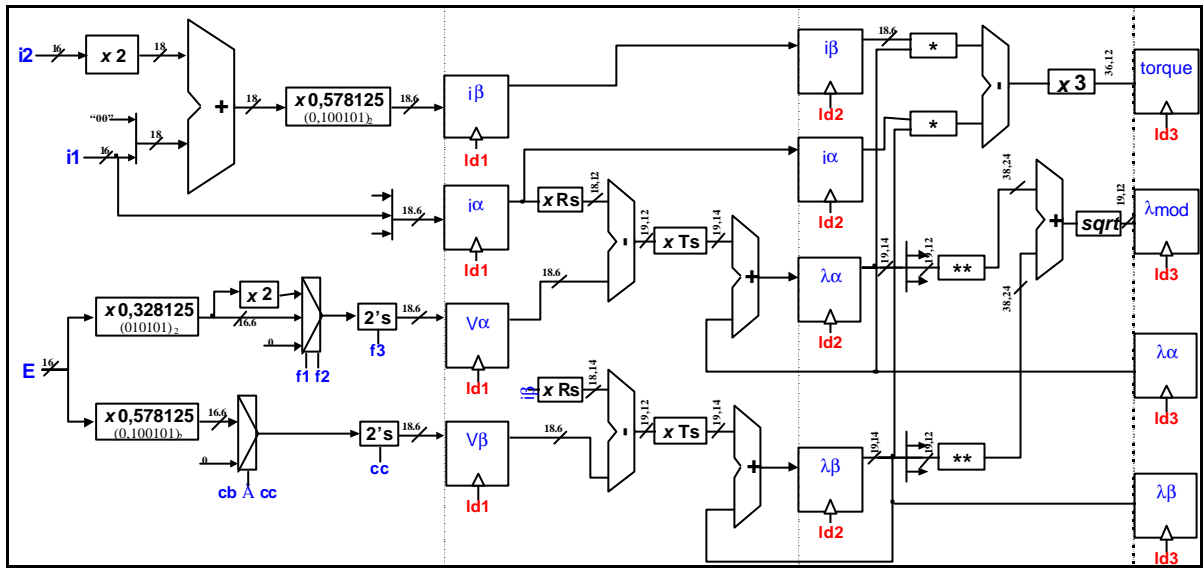 i2
16
x 2
18
"00"
i1
16
18
+
18
x 0,578125
(0,100101)2
18.6
iβ
ld1
18.6
iα
ld1
x Rs
18,12
-
19,12
x Ts
19,14
+
18.6
E
16
x 0,328125
(010101) 2
x 2
16.6
0
f1 f2
2's
f3
18.6
Vα
ld1
x 0,578125
(0,100101)2
16.6
0
cb Å cc
2's
cc
18.6
Vβ
ld1
18.6
iβ
x Rs
18,14
-
19,12
x Ts
19,14
+
iβ
ld2
18.6
*
iα
ld2
*
-
x 3
36,12
torque
ld3
λα
ld2
19,14
19,12
**
38,24
38,24
+
sqrt
19,12
λmod
ld3
λα
ld3
λβ
ld2
19,14
19,12
**
λβ
ld3